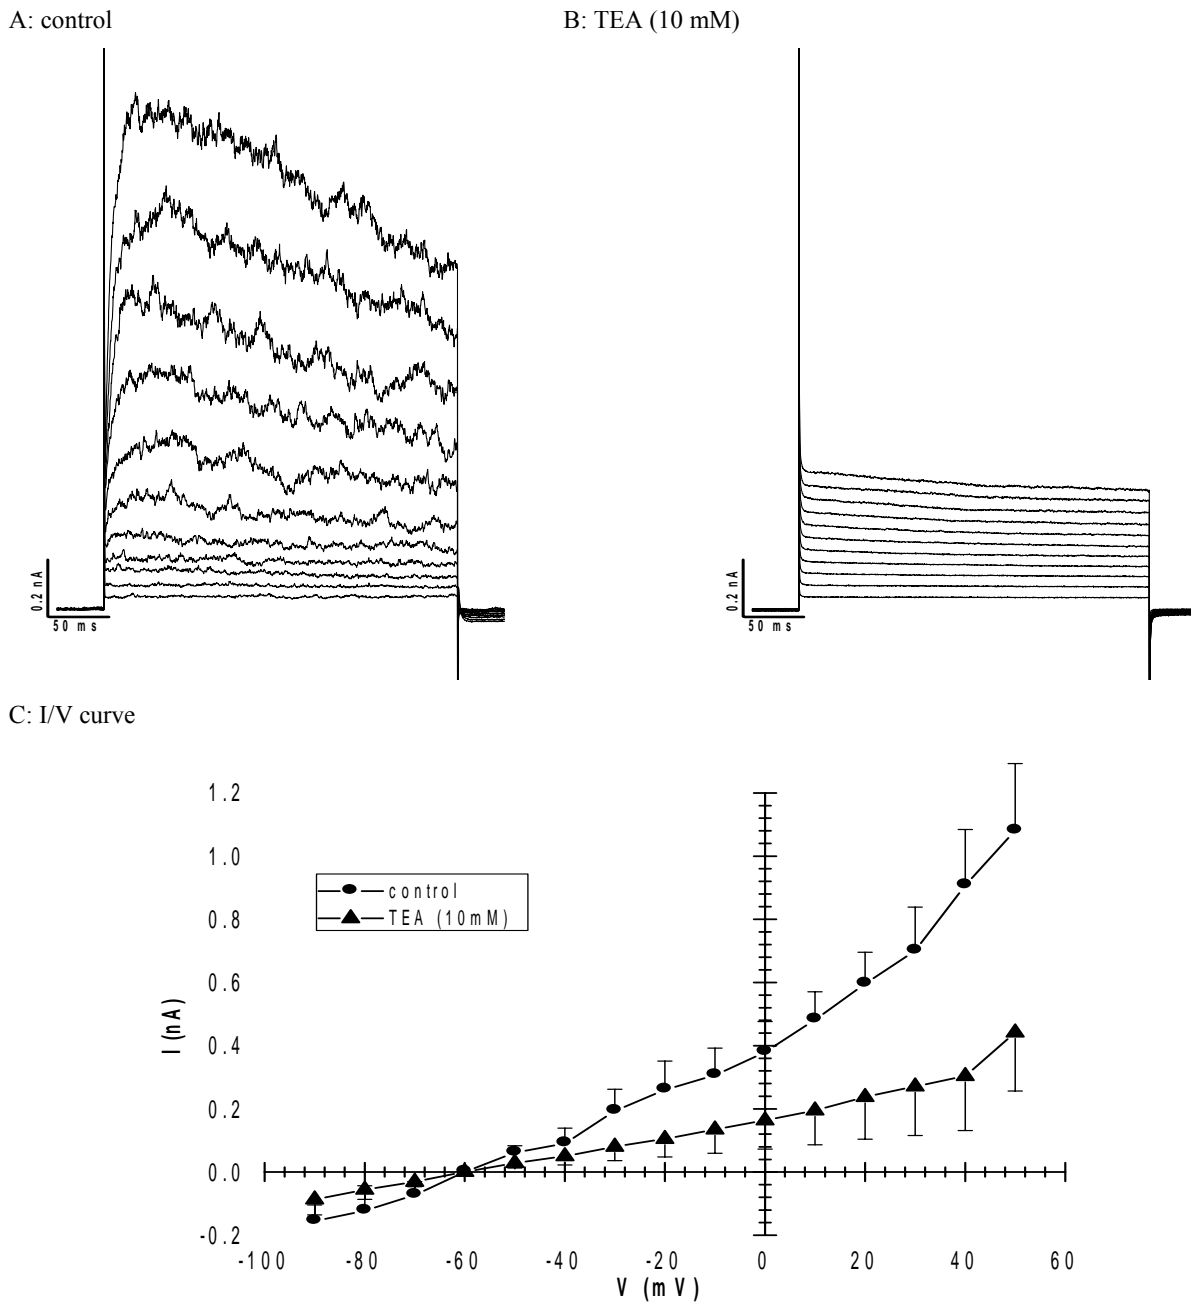 A: control
B: TEA (10 mM)
0.2 nA
50 ms
0.2 nA
50 ms
C: I/V curve
1.2
1.0
0.8
0.6
0.4
0.2
0.0
-0.2
I (nA)
control
TEA (10mM)
-100 -80 -60 -40 -20 0 20 40 60
V (mV)